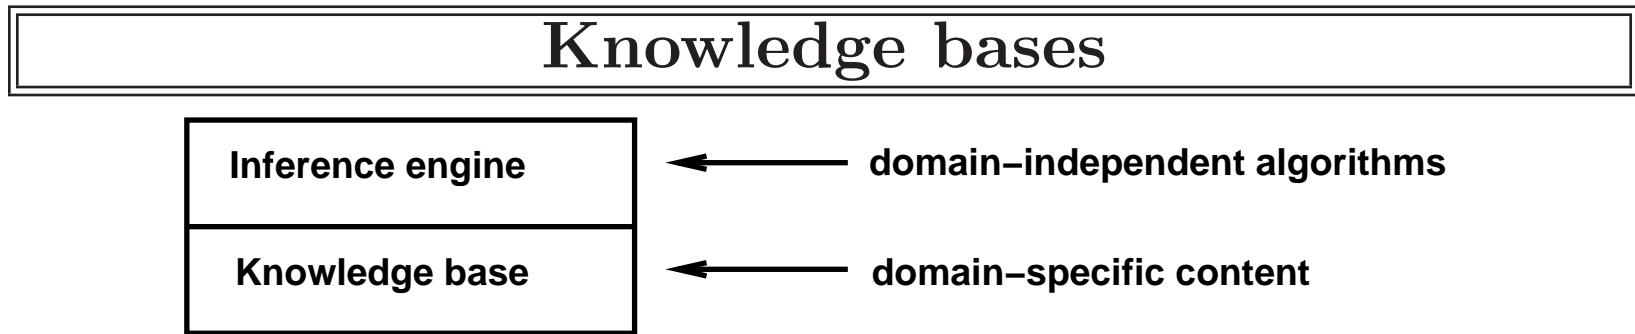 Knowledge bases
Inference engine domain–independent algorithms
Knowledge base domain–specific content